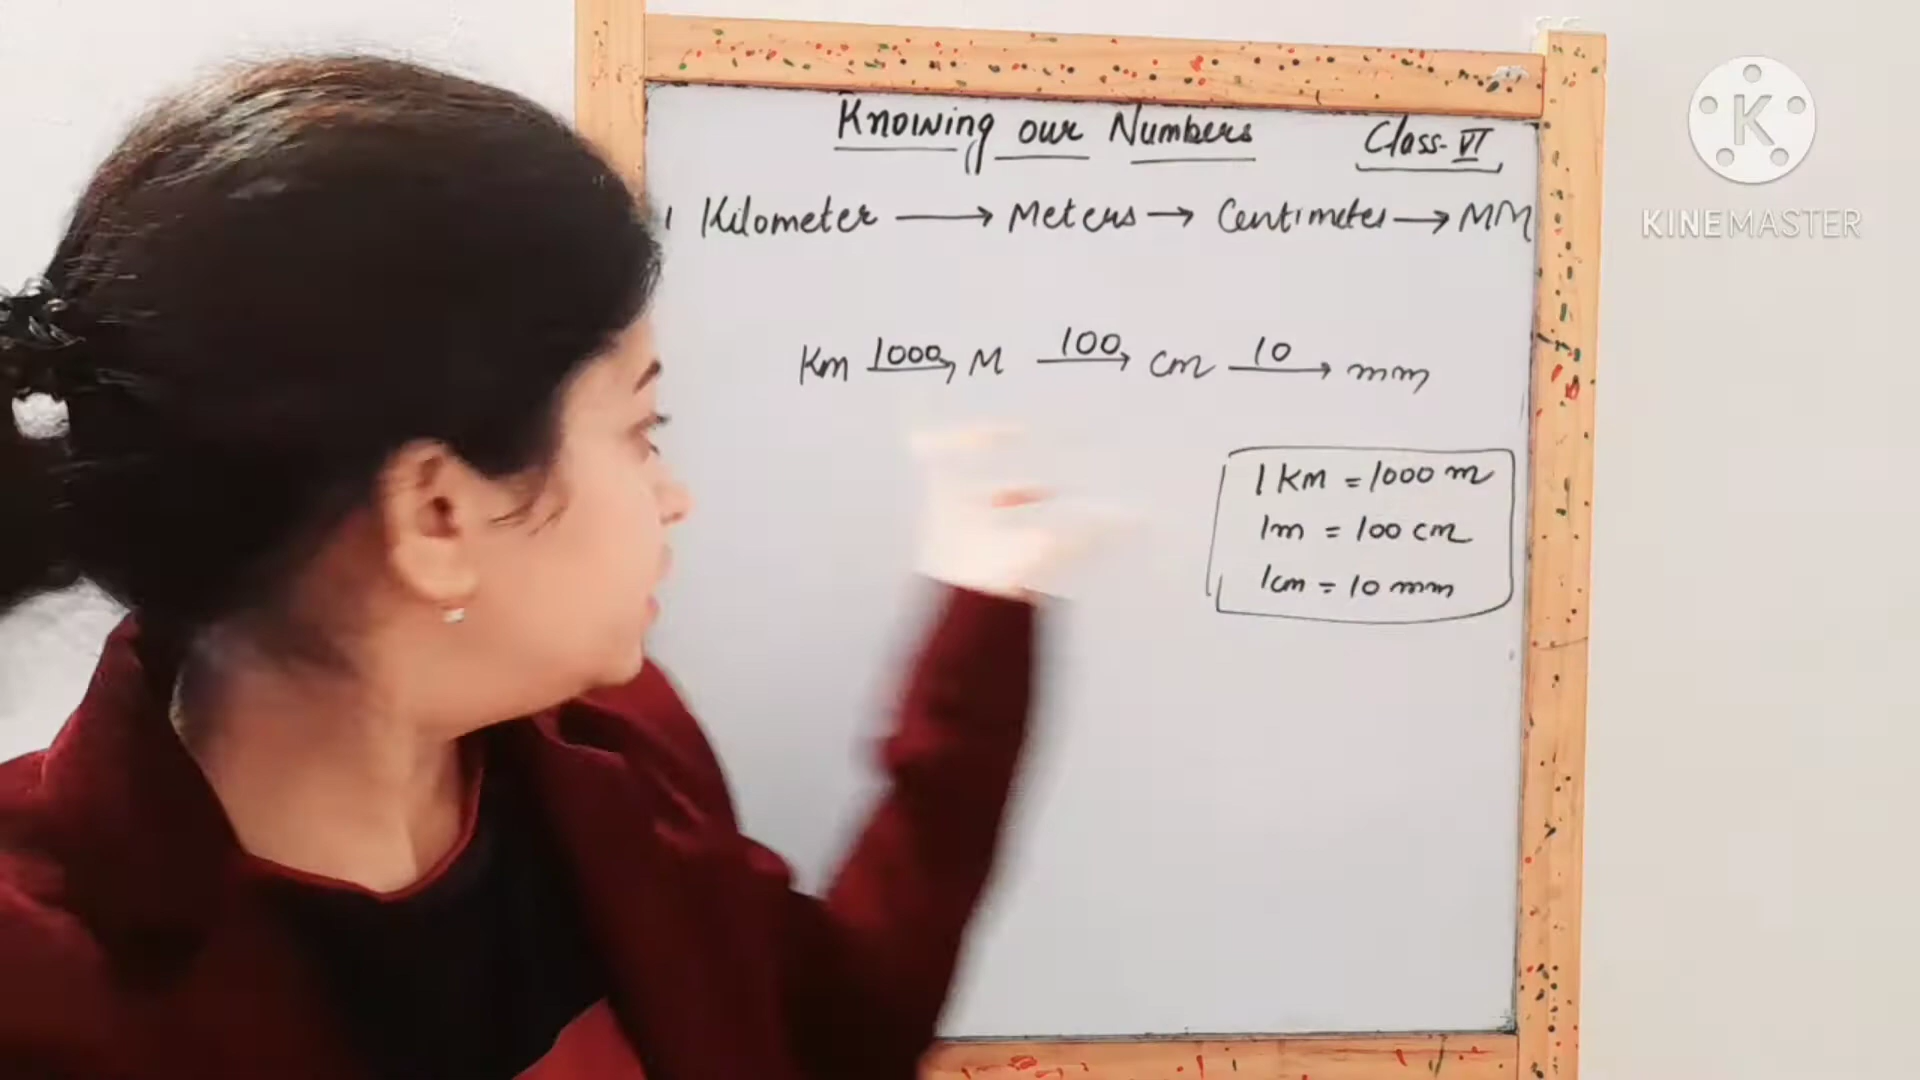 Knowing our Numbers Class-VI
1 Kilometer → Meters → Centimeter → MM
Km 1000→ M 100→ cm 10→ mm
1 Km = 1000 m
1m = 100 cm
1cm = 10 mm
K
KINEMASTER